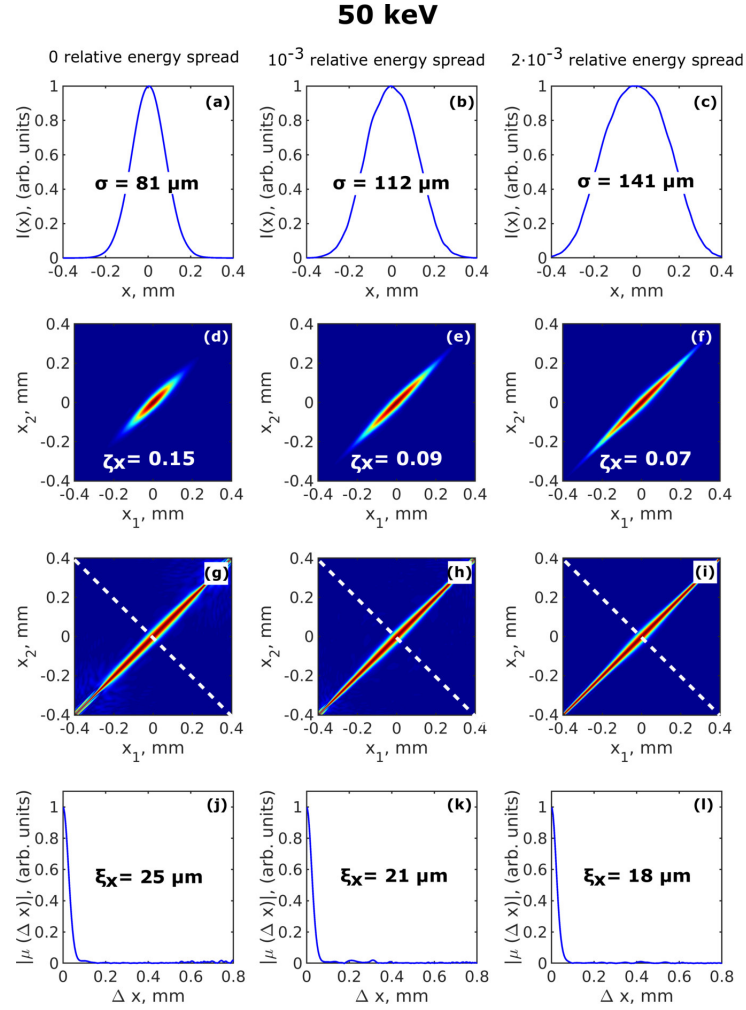 50 keV
0 relative energy spread
10⁻³ relative energy spread
2·10⁻³ relative energy spread
(a)
I(x), (arb. units)
1
0.8
0.6
0.4
0.2
0
σ = 81 μm
-0.4 -0.2 0 0.2 0.4
x, mm
(b)
I(x), (arb. units)
1
0.8
0.6
0.4
0.2
0
σ = 112 μm
-0.4 -0.2 0 0.2 0.4
x, mm
(c)
I(x), (arb. units)
1
0.8
0.6
0.4
0.2
0
σ = 141 μm
-0.4 -0.2 0 0.2 0.4
x, mm
(d)
x₂, mm
0.4
0.2
0
-0.2
-0.4
ζx= 0.15
-0.4 -0.2 0 0.2 0.4
x₁, mm
(e)
x₂, mm
0.4
0.2
0
-0.2
-0.4
ζx= 0.09
-0.4 -0.2 0 0.2 0.4
x₁, mm
(f)
x₂, mm
0.4
0.2
0
-0.2
-0.4
ζx= 0.07
-0.4 -0.2 0 0.2 0.4
x₁, mm
(g)
x₂, mm
0.4
0.2
0
-0.2
-0.4
-0.4 -0.2 0 0.2 0.4
x₁, mm
(h)
x₂, mm
0.4
0.2
0
-0.2
-0.4
-0.4 -0.2 0 0.2 0.4
x₁, mm
(i)
x₂, mm
0.4
0.2
0
-0.2
-0.4
-0.4 -0.2 0 0.2 0.4
x₁, mm
(j)
|μ (Δ x)|, (arb. units)
1
0.8
0.6
0.4
0.2
0
ξx= 25 μm
0 0.2 0.4 0.6 0.8
Δ x, mm
(k)
|μ (Δ x)|, (arb. units)
1
0.8
0.6
0.4
0.2
0
ξx= 21 μm
0 0.2 0.4 0.6 0.8
Δ x, mm
(l)
|μ (Δ x)|, (arb. units)
1
0.8
0.6
0.4
0.2
0
ξx= 18 μm
0 0.2 0.4 0.6 0.8
Δ x, mm